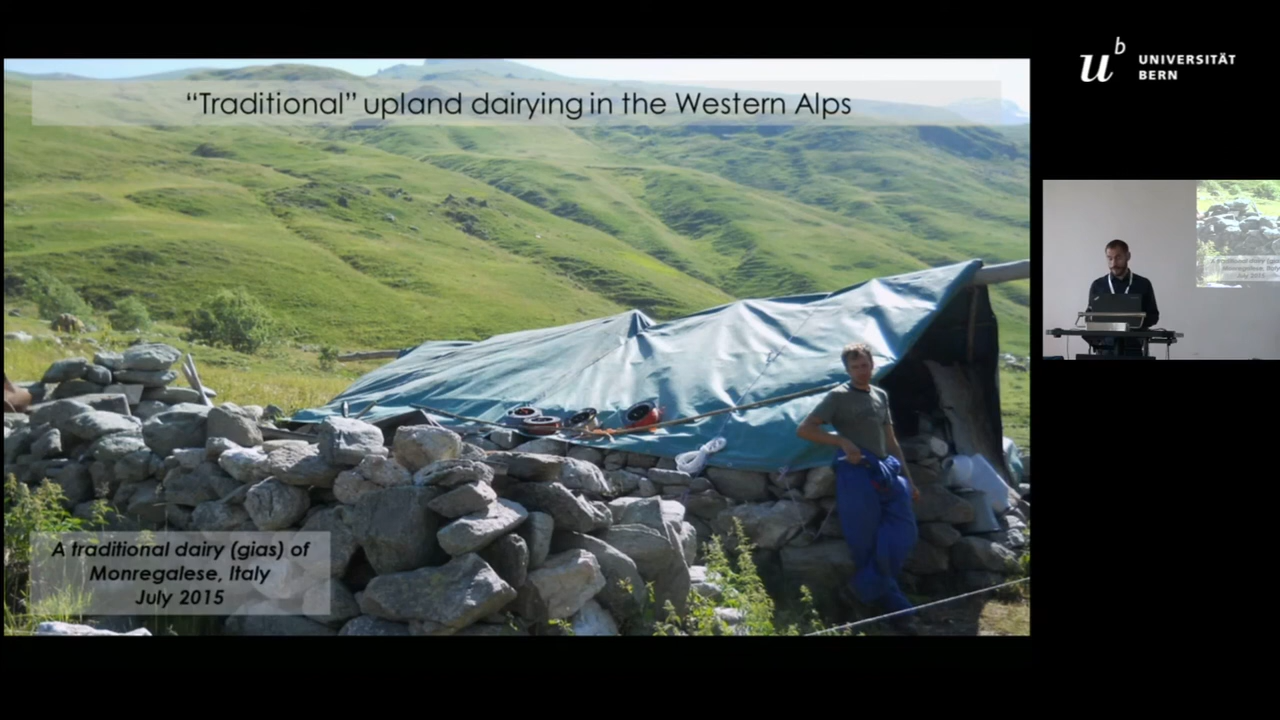 “Traditional” upland dairying in the Western Alps
A traditional dairy (gias) of
Monregalese, Italy
July 2015
u
b
UNIVERSITÄT
BERN